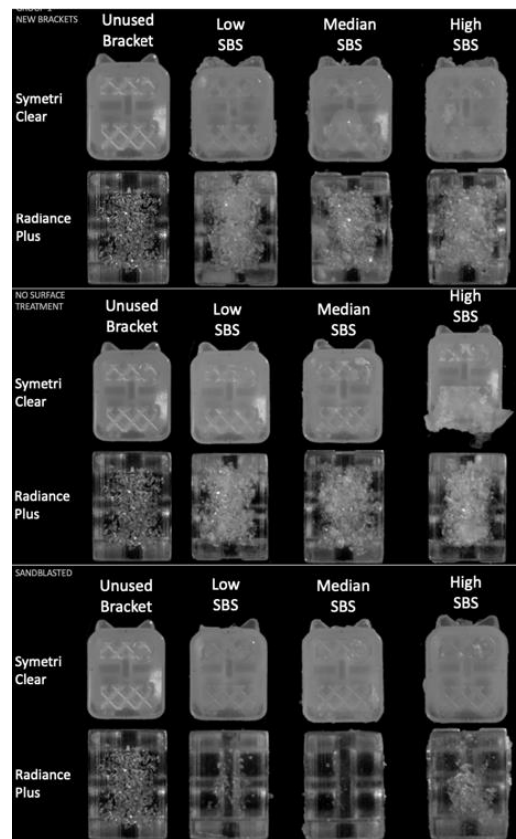 NEW BRACKETS
Unused Bracket
Low SBS
Median SBS
High SBS
Symetri Clear
Radiance Plus
NO SURFACE TREATMENT
Unused Bracket
Low SBS
Median SBS
High SBS
Symetri Clear
Radiance Plus
SANDBLASTED
Unused Bracket
Low SBS
Median SBS
High SBS
Symetri Clear
Radiance Plus